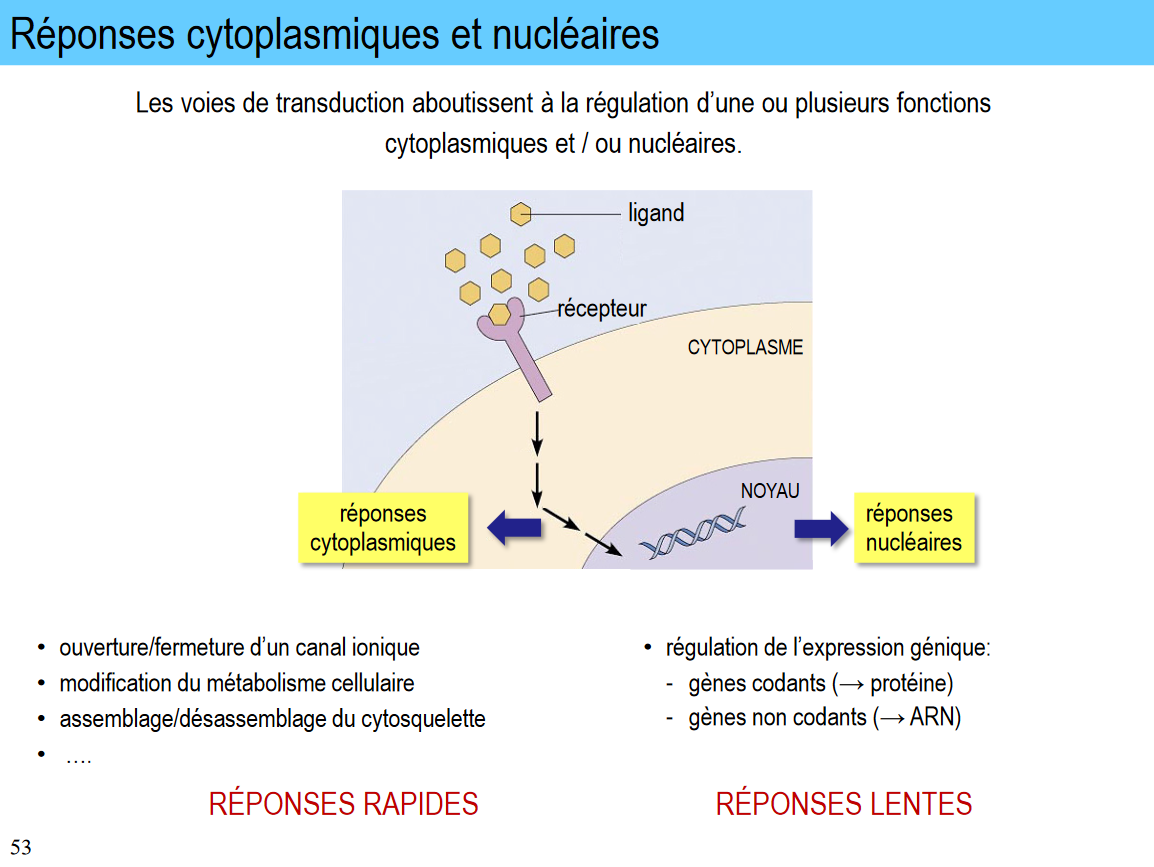 Réponses cytoplasmiques et nucléaires
Les voies de transduction aboutissent à la régulation d’une ou plusieurs fonctions
cytoplasmiques et / ou nucléaires.
ligand
récepteur
CYTOPLASME
NOYAU
réponses
cytoplasmiques
réponses
nucléaires
• ouverture/fermeture d’un canal ionique
• modification du métabolisme cellulaire
• assemblage/désassemblage du cytosquelette
• ….
RÉPONSES RAPIDES
• régulation de l’expression génique:
- gènes codants (→ protéine)
- gènes non codants (→ ARN)
RÉPONSES LENTES
53